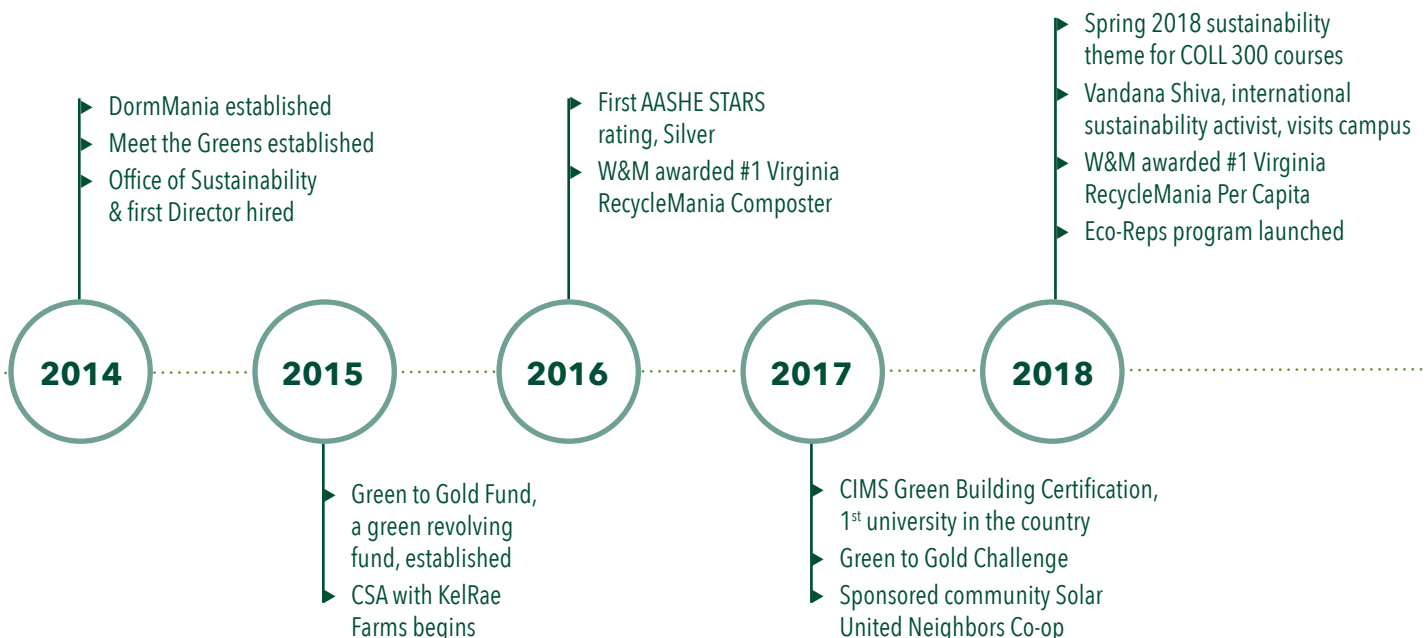 DormMania established
Meet the Greens established
Office of Sustainability
& first Director hired
2014
2015
Green to Gold Fund,
a green revolving
fund, established
CSA with KelRae
Farms begins
First AASHE STARS
rating, Silver
W&M awarded #1 Virginia
RecycleMania Composter
2016
2017
CIMS Green Building Certification,
1st university in the country
Green to Gold Challenge
Sponsored community Solar
United Neighbors Co-op
Spring 2018 sustainability
theme for COLL 300 courses
Vandana Shiva, international
sustainability activist, visits campus
W&M awarded #1 Virginia
RecycleMania Per Capita
Eco-Reps program launched
2018